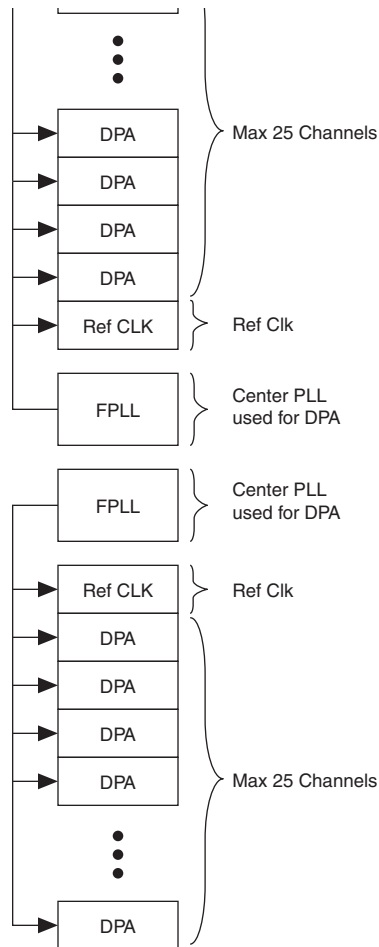 DPA
Max 25 Channels
DPA
DPA
DPA
Ref CLK
Ref Clk
FPLL
Center PLL
used for DPA
FPLL
Center PLL
used for DPA
Ref CLK
Ref Clk
DPA
DPA
DPA
DPA
Max 25 Channels
DPA